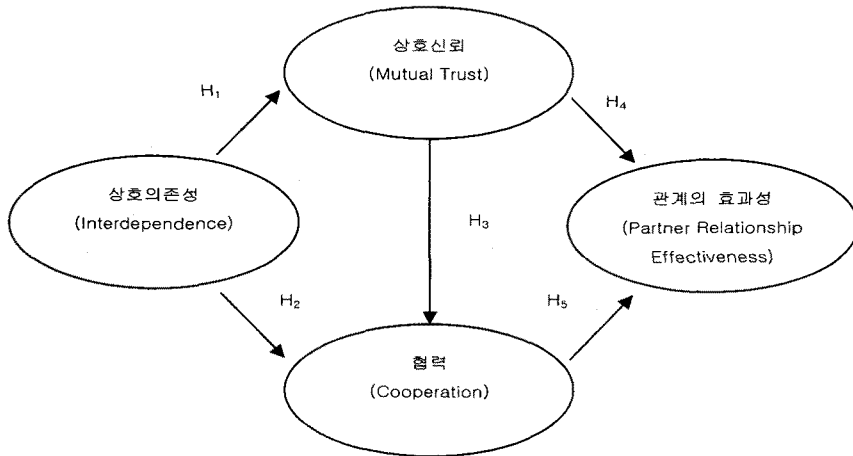 상호신뢰
(Mutual Trust)
H₁
H₄
상호의존성
(Interdependence)
H₃
관계의 효과성
(Partner Relationship
Effectiveness)
H₂
H₅
협력
(Cooperation)